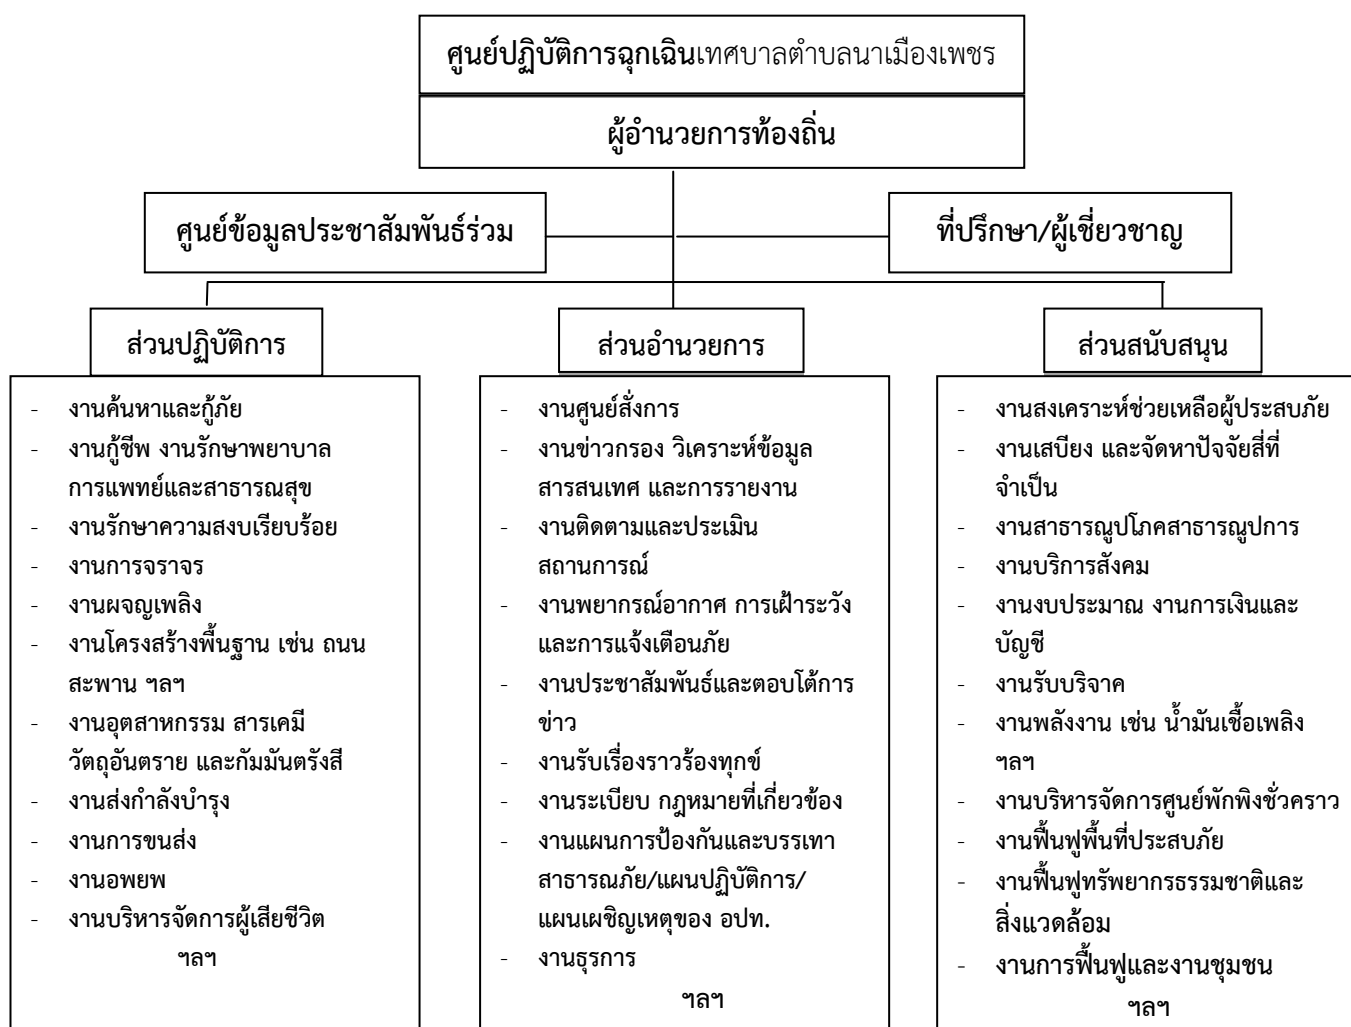 ศูนย์ปฏิบัติการฉุกเฉินเทศบาลตำบลนาเมืองเพชร
ผู้อำนวยการท้องถิ่น
ศูนย์ข้อมูลประชาสัมพันธ์ร่วม
ที่ปรึกษา/ผู้เชี่ยวชาญ
ส่วนปฏิบัติการ
- งานค้นหาและกู้ภัย
- งานกู้ชีพ งานรักษาพยาบาล
การแพทย์และสาธารณสุข
- งานรักษาความสงบเรียบร้อย
- งานการจราจร
- งานผจญเพลิง
- งานโครงสร้างพื้นฐาน เช่น ถนน
สะพาน ฯลฯ
- งานอุตสาหกรรม สารเคมี
วัตถุอันตราย และกัมมันตรังสี
- งานส่งกำลังบำรุง
- งานการขนส่ง
- งานอพยพ
- งานบริหารจัดการผู้เสียชีวิต
ฯลฯ
ส่วนอำนวยการ
- งานศูนย์สั่งการ
- งานข่าวกรอง วิเคราะห์ข้อมูล
สารสนเทศ และการรายงาน
- งานติดตามและประเมิน
สถานการณ์
- งานพยากรณ์อากาศ การเฝ้าระวัง
และการแจ้งเตือนภัย
- งานประชาสัมพันธ์และตอบโต้การ
ข่าว
- งานรับเรื่องราวร้องทุกข์
- งานระเบียบ กฎหมายที่เกี่ยวข้อง
- งานแผนการป้องกันและบรรเทา
สาธารณภัย/แผนปฏิบัติการ/
แผนเผชิญเหตุของ อปท.
- งานธุรการ
ฯลฯ
ส่วนสนับสนุน
- งานสงเคราะห์ช่วยเหลือผู้ประสบภัย
- งานเสบียง และจัดหาปัจจัยสี่ที่
จำเป็น
- งานสาธารณูปโภคสาธารณูปการ
- งานบริการสังคม
- งานงบประมาณ งานการเงินและ
บัญชี
- งานรับบริจาค
- งานพลังงาน เช่น น้ำมันเชื้อเพลิง
ฯลฯ
- งานบริหารจัดการศูนย์พักพิงชั่วคราว
- งานฟื้นฟูพื้นที่ประสบภัย
- งานฟื้นฟูทรัพยากรธรรมชาติและ
สิ่งแวดล้อม
- งานการฟื้นฟูและงานชุมชน
ฯลฯ